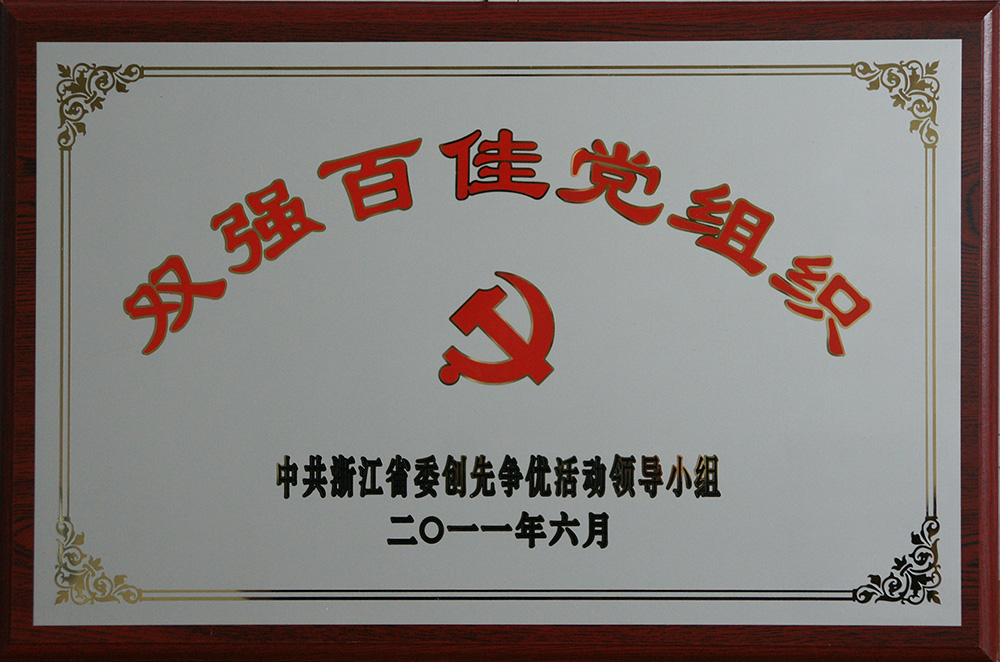 双强百佳党组织
中共浙江省委创先争优活动领导小组
二〇一一年六月